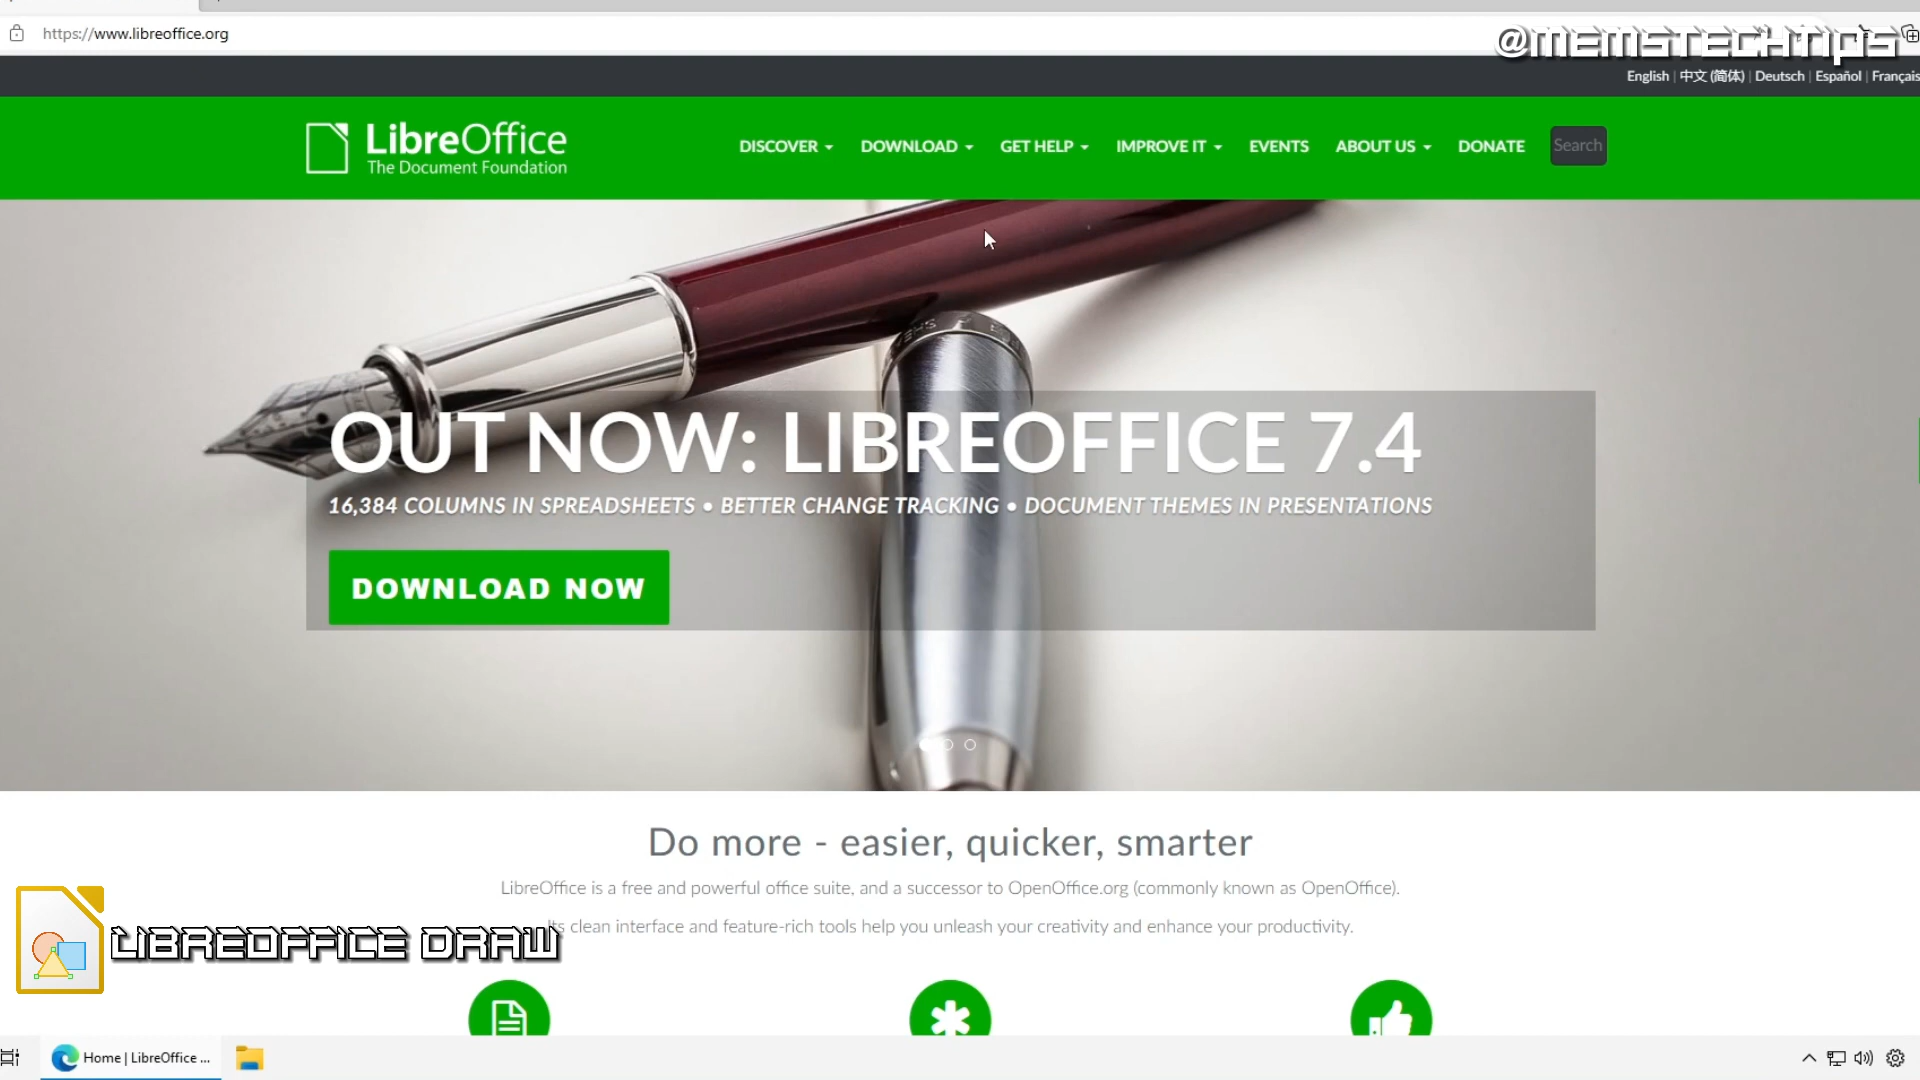 https://www.libreoffice.org
@MEMSTECHTIPS
English | 中文 (简体) | Deutsch | Español | Français
LibreOffice
The Document Foundation
DISCOVER DOWNLOAD GET HELP IMPROVE IT EVENTS ABOUT US DONATE Search
OUT NOW: LIBREOFFICE 7.4
16,384 COLUMNS IN SPREADSHEETS • BETTER CHANGE TRACKING • DOCUMENT THEMES IN PRESENTATIONS
DOWNLOAD NOW
Do more - easier, quicker, smarter
LibreOffice is a free and powerful office suite, and a successor to OpenOffice.org (commonly known as OpenOffice).
Its clean interface and feature-rich tools help you unleash your creativity and enhance your productivity.
LIBREOFFICE DRAW
Home | LibreOffice ...